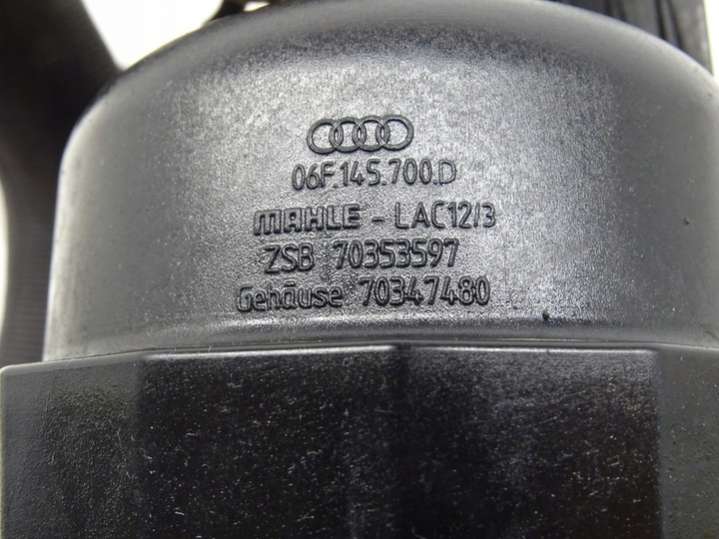 06F.145.700.D
MAHLE - LAC12/3
ZSB 70353597
Gehäuse 70347480